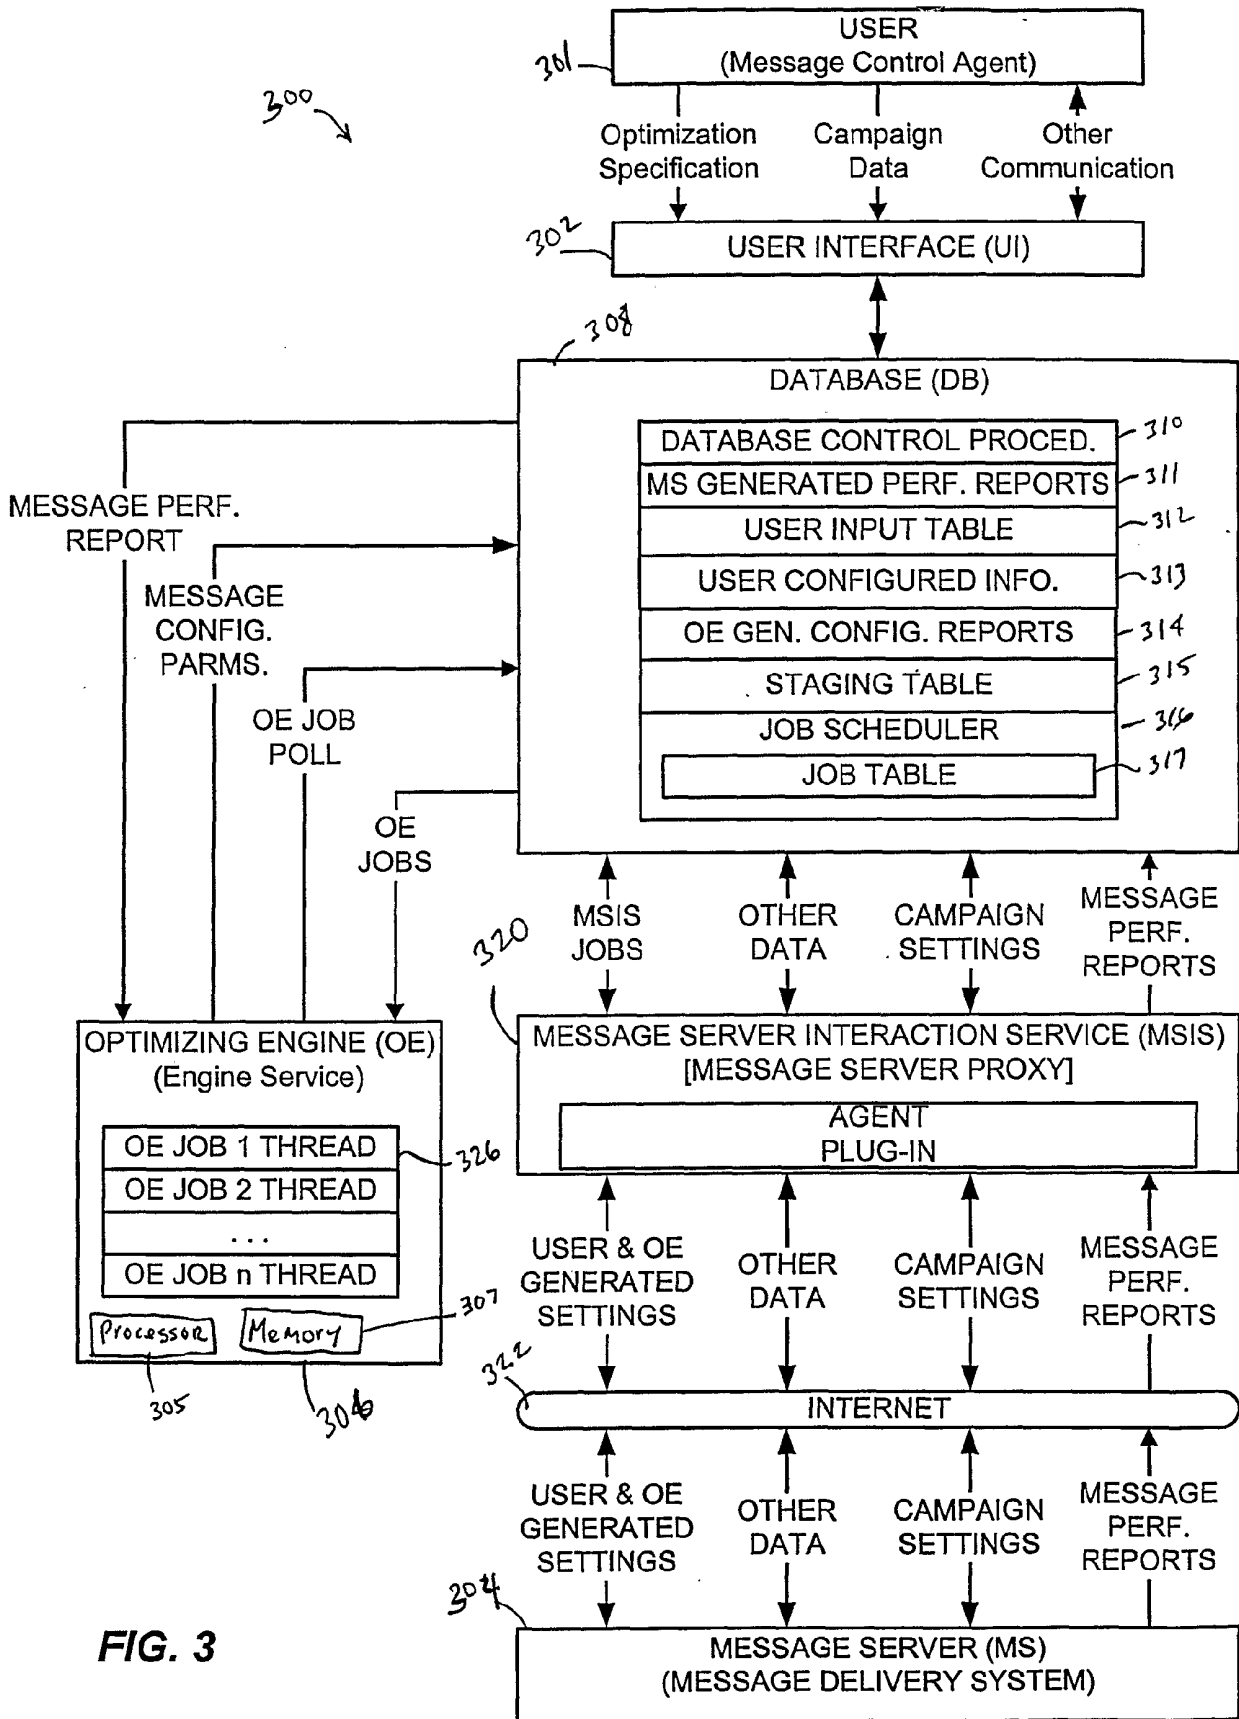 USER
(Message Control Agent)
301
300
Optimization
Specification
Campaign
Data
Other
Communication
302
USER INTERFACE (UI)
308
DATABASE (DB)
DATABASE CONTROL PROCED.
310
MS GENERATED PERF. REPORTS
311
USER INPUT TABLE
312
USER CONFIGURED INFO.
313
OE GEN. CONFIG. REPORTS
314
STAGING TABLE
315
JOB SCHEDULER
316
JOB TABLE
317
MESSAGE PERF.
REPORT
MESSAGE
CONFIG.
PARMS.
OE JOB
POLL
OE
JOBS
MSIS
JOBS
OTHER
DATA
CAMPAIGN
SETTINGS
MESSAGE
PERF.
REPORTS
320
OPTIMIZING ENGINE (OE)
(Engine Service)
OE JOB 1 THREAD
326
OE JOB 2 THREAD
. . .
OE JOB n THREAD
Processor
Memory
307
305
306
MESSAGE SERVER INTERACTION SERVICE (MSIS)
[MESSAGE SERVER PROXY]
AGENT
PLUG-IN
USER & OE
GENERATED
SETTINGS
OTHER
DATA
CAMPAIGN
SETTINGS
MESSAGE
PERF.
REPORTS
322
INTERNET
USER & OE
GENERATED
SETTINGS
OTHER
DATA
CAMPAIGN
SETTINGS
MESSAGE
PERF.
REPORTS
304
MESSAGE SERVER (MS)
(MESSAGE DELIVERY SYSTEM)
FIG. 3